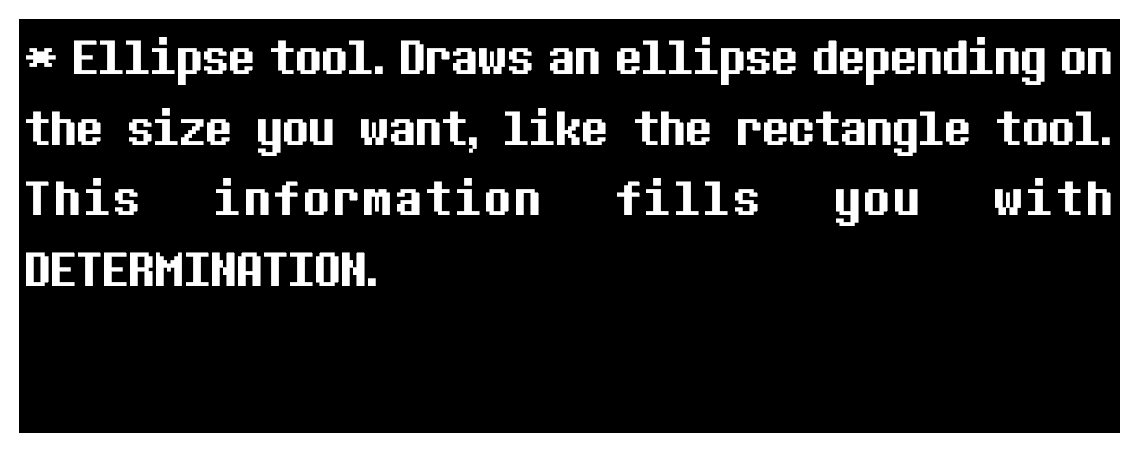 * Ellipse tool. Draws an ellipse depending on
the size you want, like the rectangle tool.
This information fills you with
DETERMINATION.